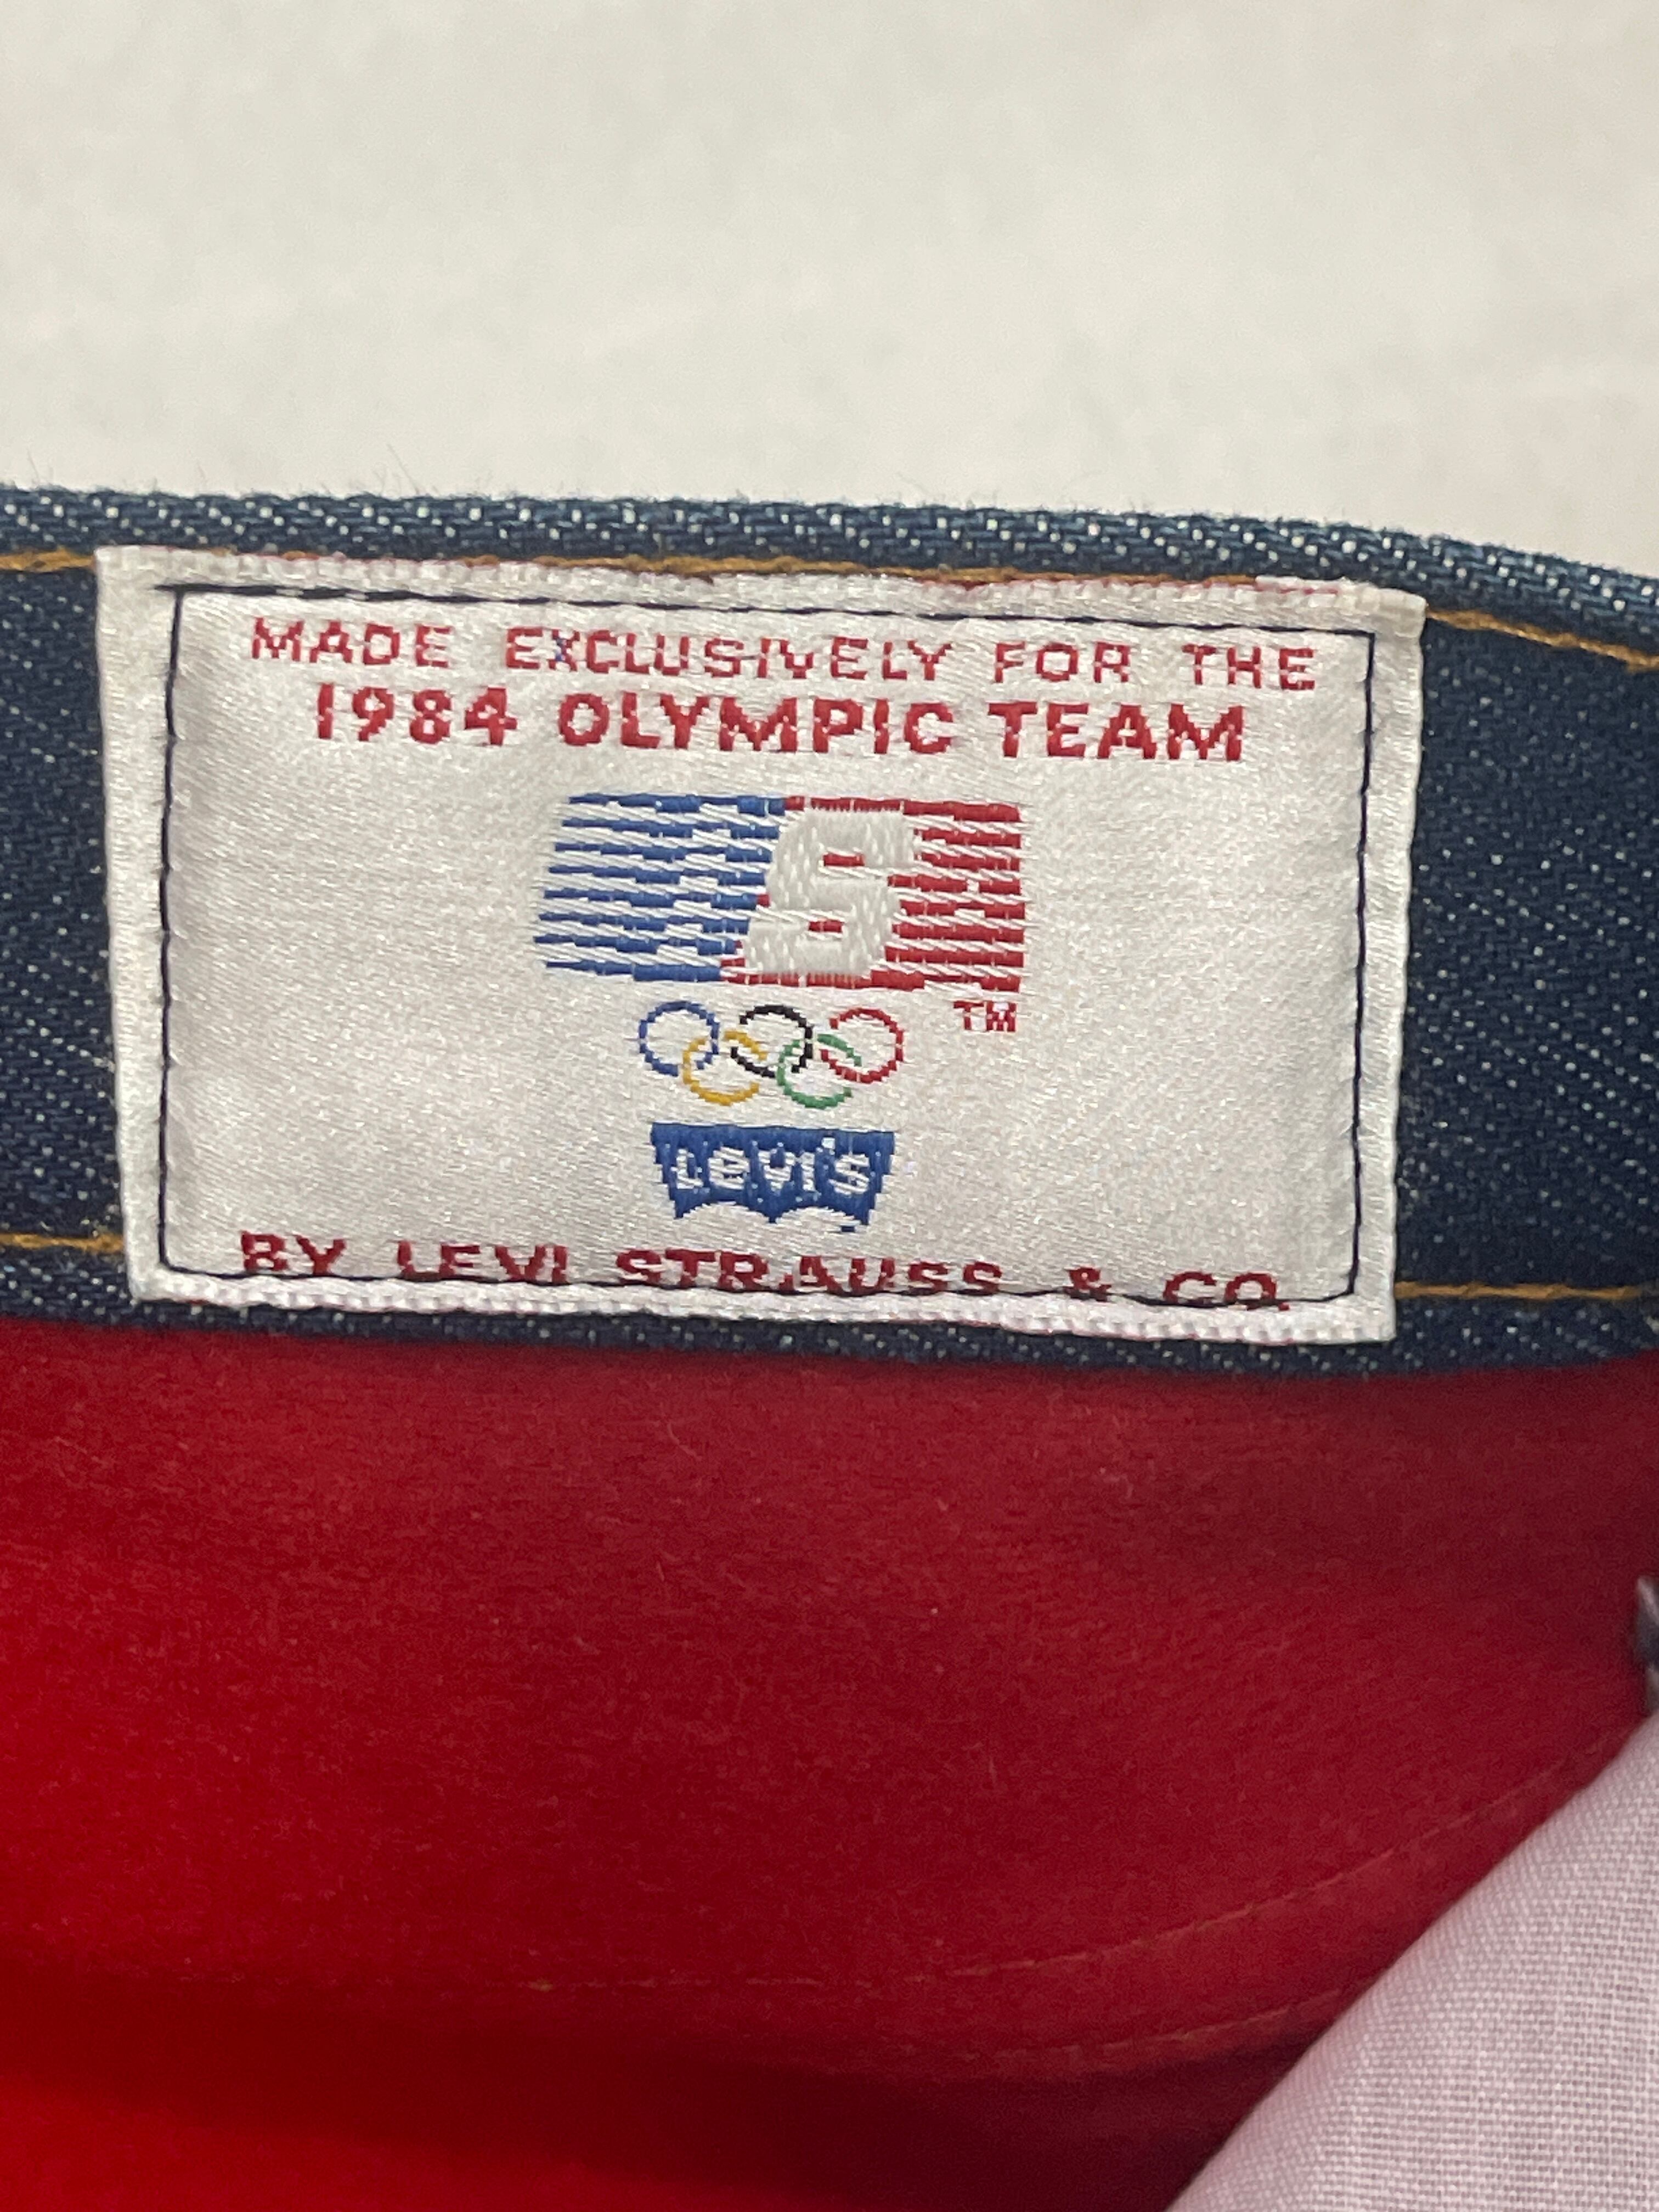 MADE EXCLUSIVELY FOR THE
1984 OLYMPIC TEAM
S
TM
Levi's
BY LEVI STRAUSS & CO.